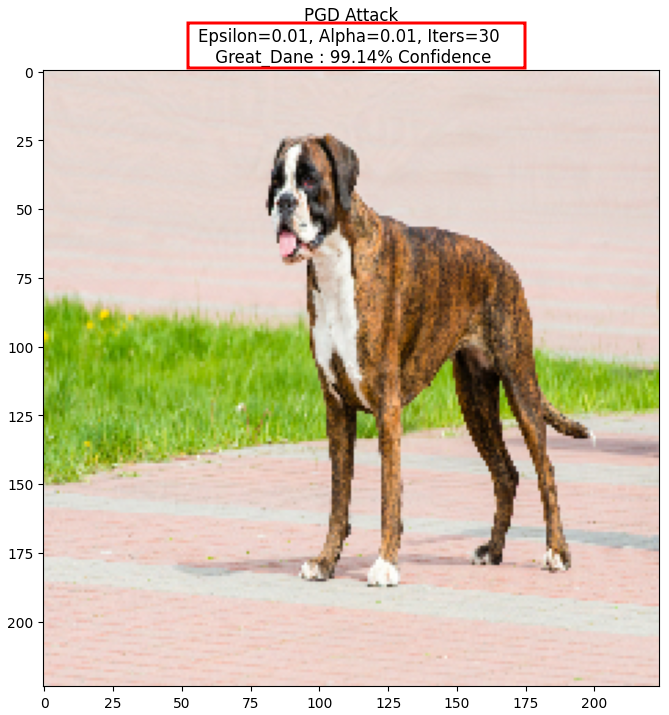 PGD Attack
Epsilon=0.01, Alpha=0.01, Iters=30
Great_Dane : 99.14% Confidence
0
25
50
75
100
125
150
175
200
0 25 50 75 100 125 150 175 200